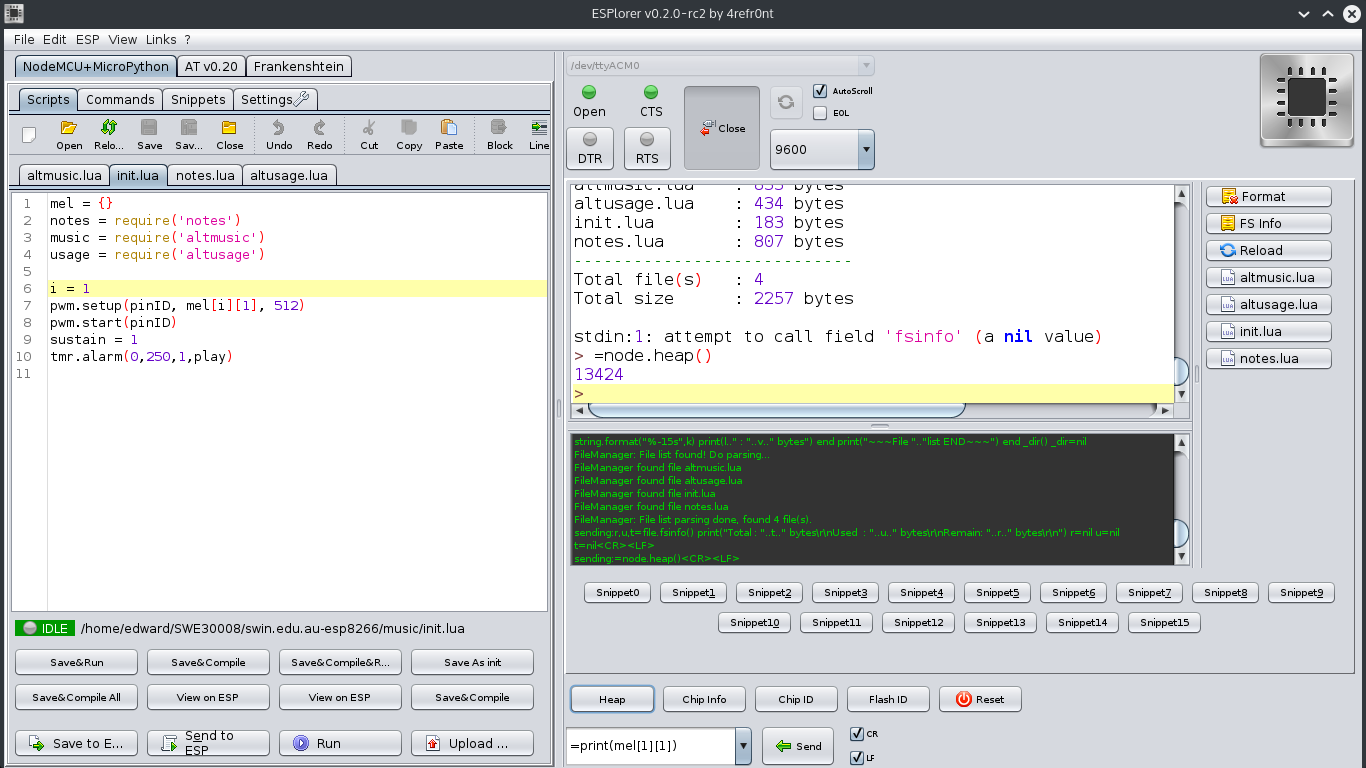 ESPlorer v0.2.0-rc2 by 4refr0nt
File Edit ESP View Links ?
NodeMCU+MicroPython AT v0.20 Frankenshtein
Scripts Commands Snippets Settings
Open Relo... Save Sav... Close Undo Redo Cut Copy Paste Block Line
altmusic.lua init.lua notes.lua altusage.lua
1 mel = {}
2 notes = require('notes')
3 music = require('altmusic')
4 usage = require('altusage')
5
6 i = 1
7 pwm.setup(pinID, mel[i][1], 512)
8 pwm.start(pinID)
9 sustain = 1
10 tmr.alarm(0,250,1,play)
11
IDLE /home/edward/SWE30008/swin.edu.au-esp8266/music/init.lua
Save&Run Save&Compile Save&Compile&R... Save As init
Save&Compile All View on ESP View on ESP Save&Compile
Save to E... Send to ESP Run Upload ...
/dev/ttyACM0
Open CTS Close AutoScroll
EOL
DTR RTS 9600
altmusic.lua : 833 bytes
altusage.lua : 434 bytes
init.lua : 183 bytes
notes.lua : 807 bytes
----------------------------
Total file(s) : 4
Total size : 2257 bytes
stdin:1: attempt to call field 'fsinfo' (a nil value)
> =node.heap()
13424
>
Format
FS Info
Reload
altmusic.lua
altusage.lua
init.lua
notes.lua
string.format("%-15s",k) print(l.." : "..v.." bytes") end print("~~~File "..."list END~~~") end _dir() _dir=nil
FileManager: File list found! Do parsing...
FileManager found file altmusic.lua
FileManager found file altusage.lua
FileManager found file init.lua
FileManager found file notes.lua
FileManager: File list parsing done, found 4 file(s).
sending:r,u,t=file.fsinfo() print("Total : "..t.." bytes\r\nUsed  : "..u.." bytes\r\nRemain: "..r.." bytes\r\n") r=nil u=nil
t=nil<CR><LF>
sending:=node.heap()<CR><LF>
Snippet0 Snippet1 Snippet2 Snippet3 Snippet4 Snippet5 Snippet6 Snippet7 Snippet8 Snippet9
Snippet10 Snippet11 Snippet12 Snippet13 Snippet14 Snippet15
Heap Chip Info Chip ID Flash ID Reset
=print(mel[1][1]) Send CR
LF